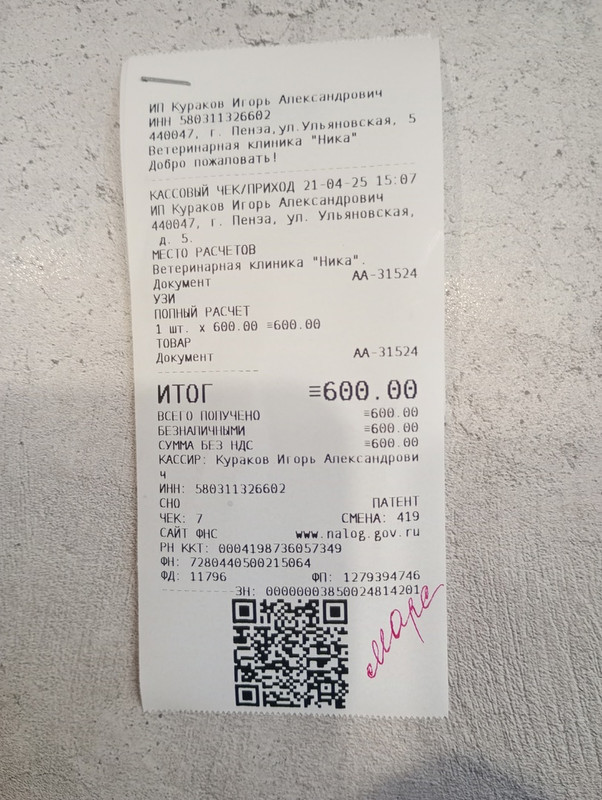 ИП Кураков Игорь Александрович
ИНН 580311326602
440047, г. Пенза,ул.Ульяновская, 5
Ветеринарная клиника "Ника"
Добро пожаловать!
КАССОВЫЙ ЧЕК/ПРИХОД 21-04-25 15:07
ИП Кураков Игорь Александрович
440047, г. Пенза, ул. Ульяновская,
д. 5.
МЕСТО РАСЧЕТОВ
Ветеринарная клиника "Ника".
Документ АА-31524
УЗИ
ПОЛНЫЙ РАСЧЕТ
1 шт. x 600.00 =600.00
ТОВАР
Документ АА-31524
ИТОГ =600.00
ВСЕГО ПОЛУЧЕНО =600.00
БЕЗНАЛИЧНЫМИ =600.00
СУММА БЕЗ НДС =600.00
КАССИР: Кураков Игорь Александрови
ч
ИНН: 580311326602
СНО ПАТЕНТ
ЧЕК: 7 СМЕНА: 419
САЙТ ФНС www.nalog.gov.ru
РН ККТ: 0004198736057349
ФН: 7280440500215064
ФД: 11796 ФП: 1279394746
ЗН: 00000003850024814201
Марс